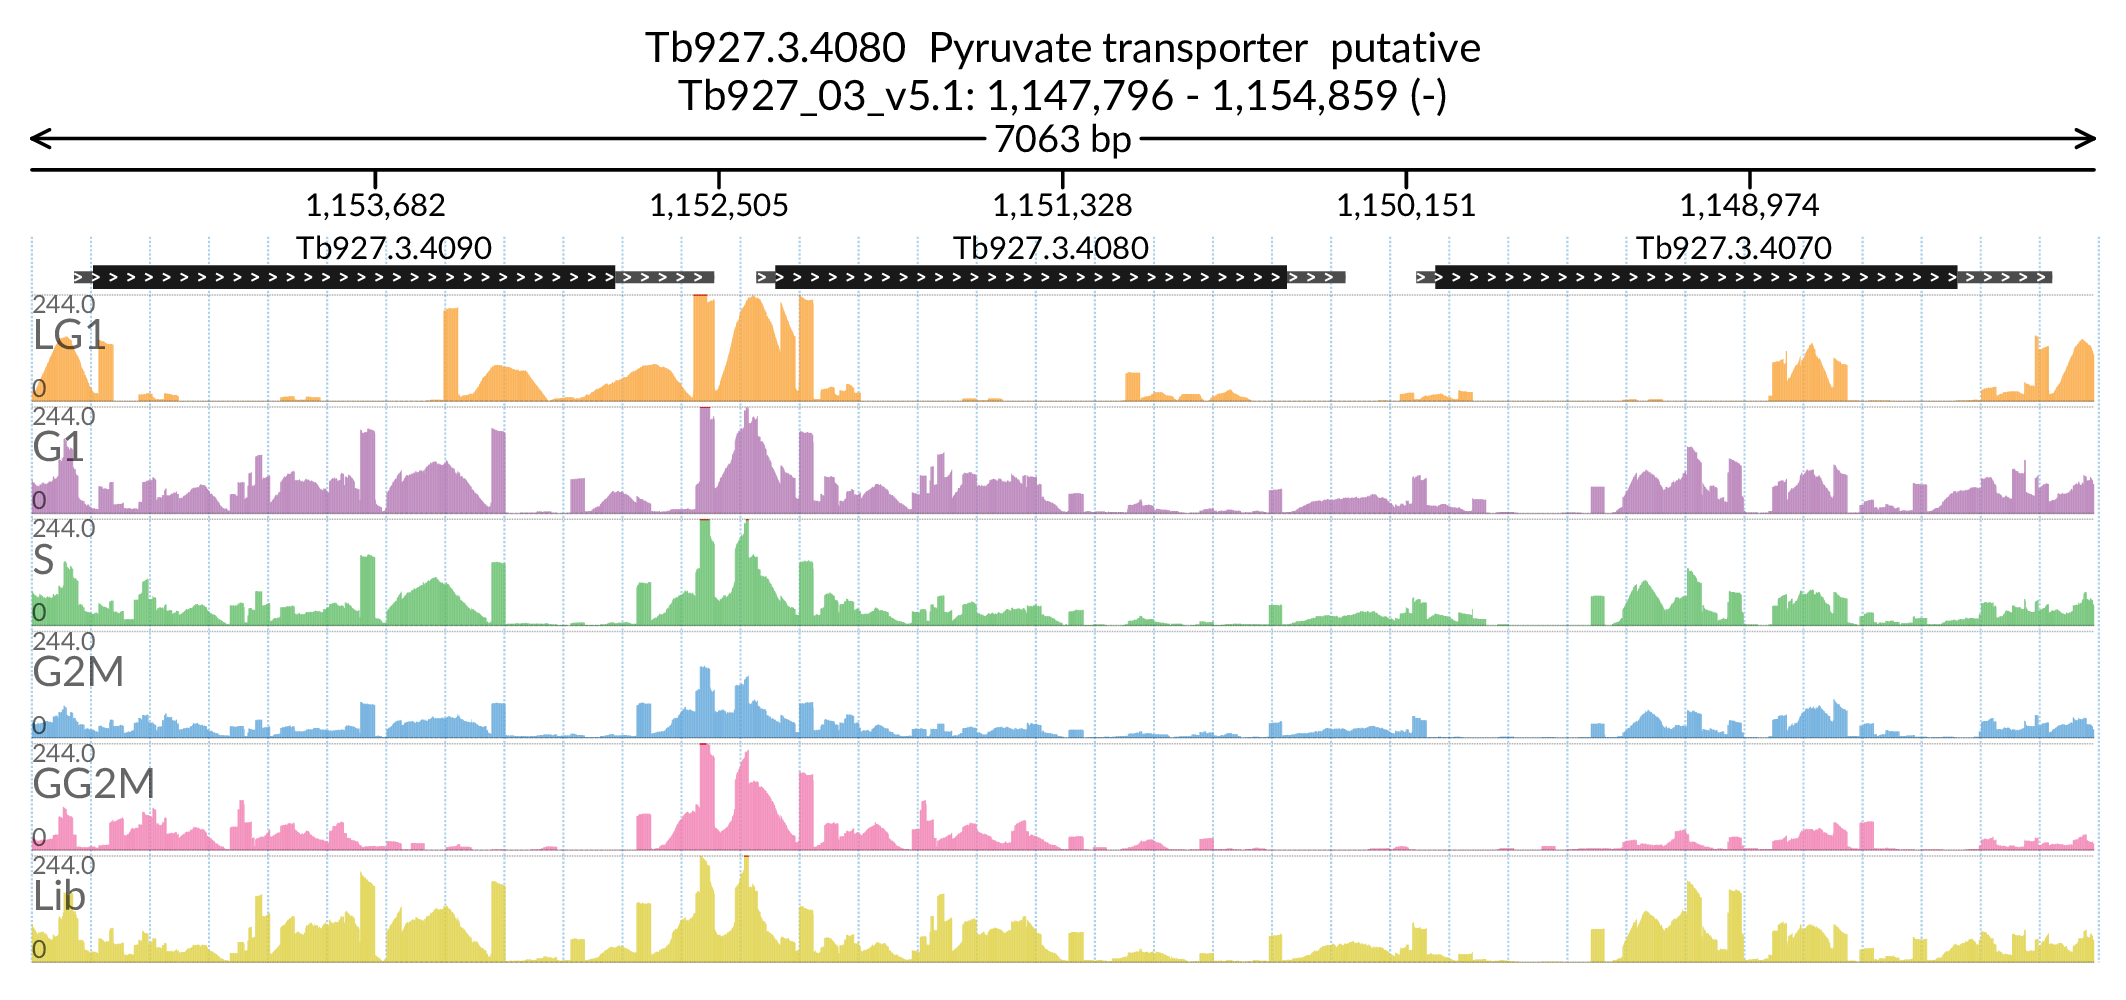 Tb927.3.4080  Pyruvate transporter  putative
Tb927_03_v5.1: 1,147,796 - 1,154,859 (-)
7063 bp
1,153,682 1,152,505 1,151,328 1,150,151 1,148,974
Tb927.3.4090 Tb927.3.4080 Tb927.3.4070
244.0
LG1
0
244.0
G1
0
244.0
S
0
244.0
G2M
0
244.0
GG2M
0
244.0
Lib
0